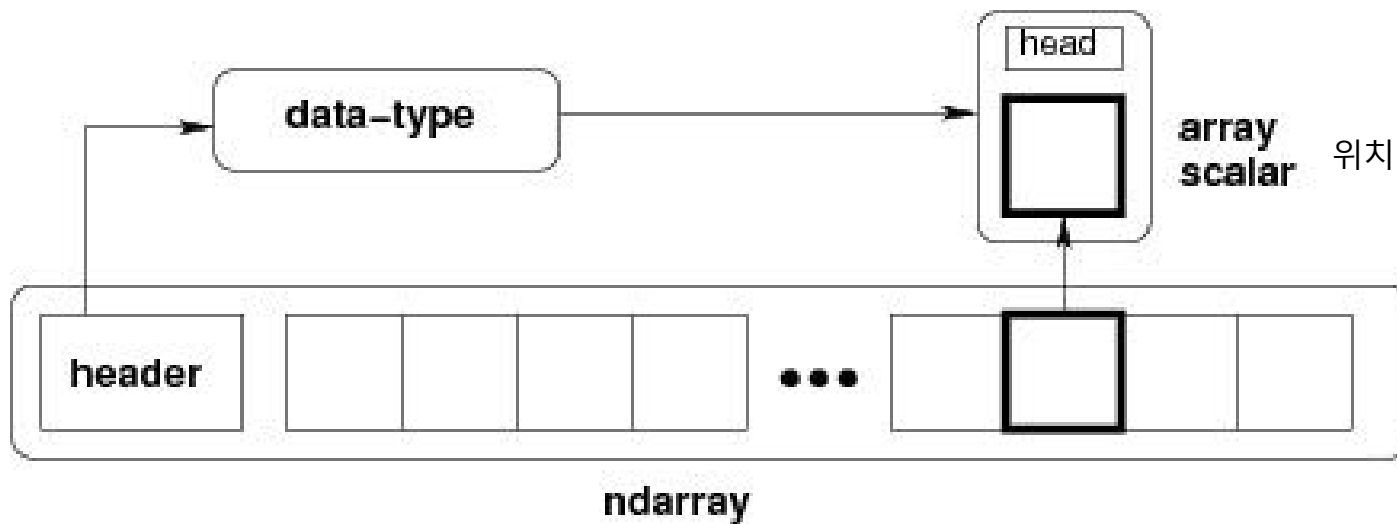 head
data-type
array
scalar 위치
header
ndarray